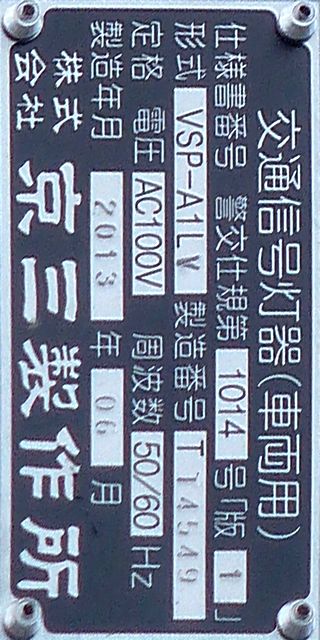 交通信号灯器(車両用)
仕様書番号 警交仕規第 1014 号「版 1」
形式 VSP-A1LV 製造番号 T14549
定格 電圧 AC100V 周波数 50/60 Hz
製造年月 2013 年 06 月
株式会社 京三製作所